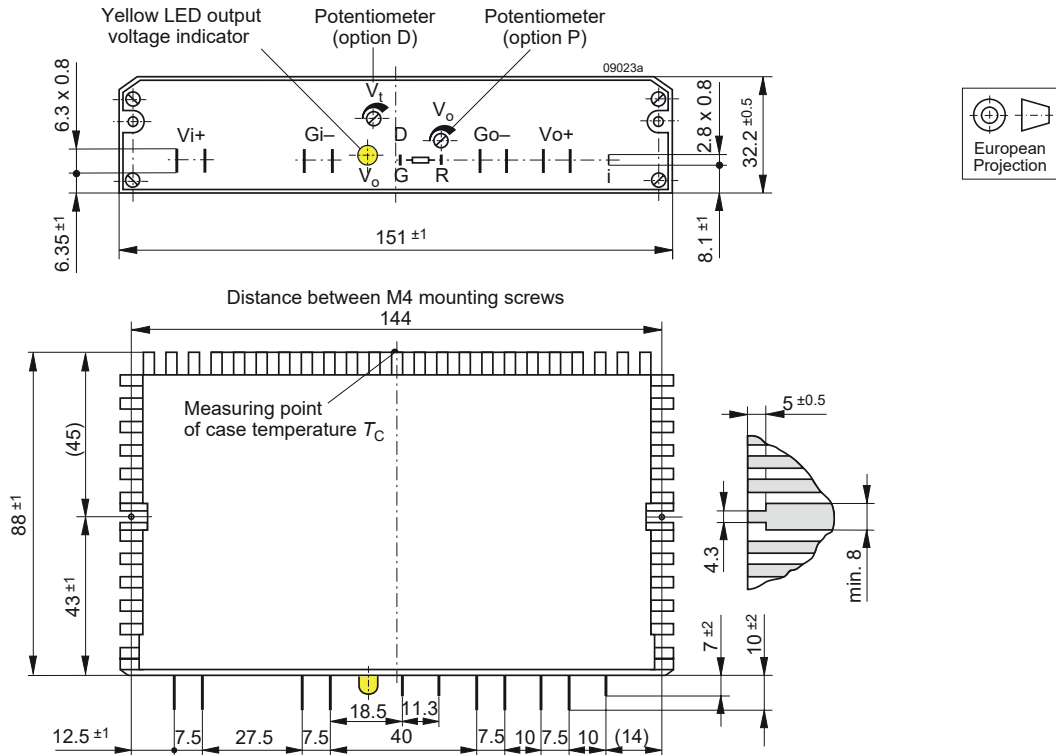 Yellow LED output
voltage indicator
Potentiometer
(option D)
Potentiometer
(option P)
09023a
6.3 x 0.8
6.35 ±1
Vi+
Gi–
Vt
Vo
D
G
R
Vo
Go–
Vo+
i
2.8 x 0.8
32.2 ±0.5
8.1 ±1
151 ±1
European
Projection
Distance between M4 mounting screws
144
Measuring point
of case temperature TC
(45)
88 ±1
43 ±1
5 ±0.5
4.3
min. 8
7 ±2
10 ±2
18.5
11.3
12.5 ±1
7.5
27.5
7.5
40
7.5
10
7.5
10
(14)